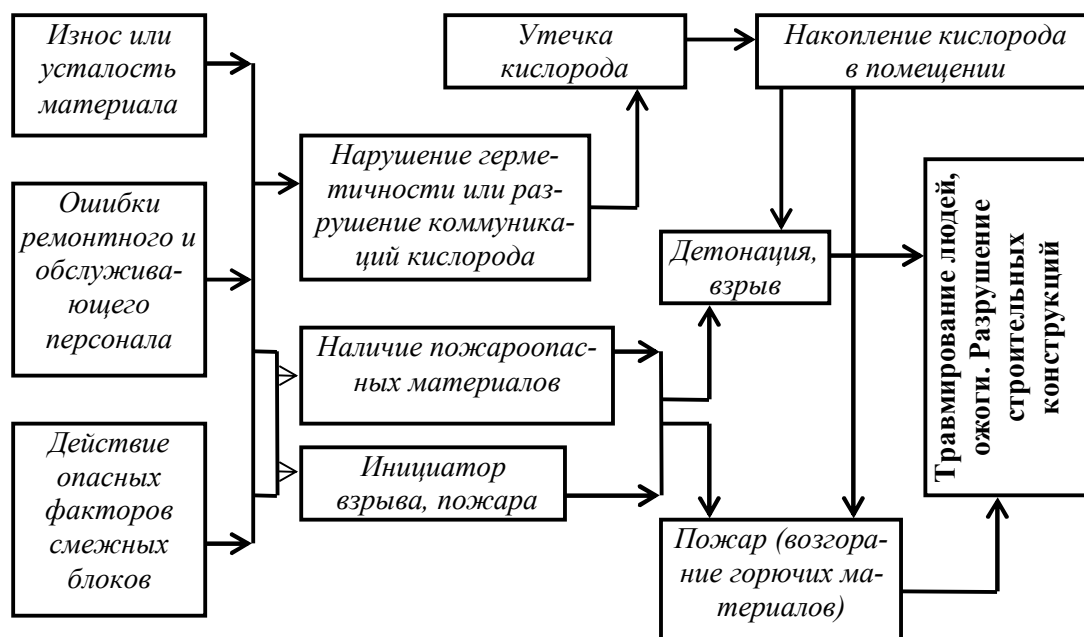 Износ или
усталость
материала
Утечка
кислорода
Накопление кислорода
в помещении
Нарушение герме-
тичности или раз-
рушение коммуника-
ций кислорода
Ошибки
ремонтного и
обслужива-
ющего
персонала
Детонация,
взрыв
Травмирование людей,
ожоги. Разрушение
строительных
конструкций
Наличие пожароопас-
ных материалов
Действие
опасных
факторов
смежных
блоков
Инициатор
взрыва, пожара
Пожар (возгора-
ние горючих ма-
териалов)